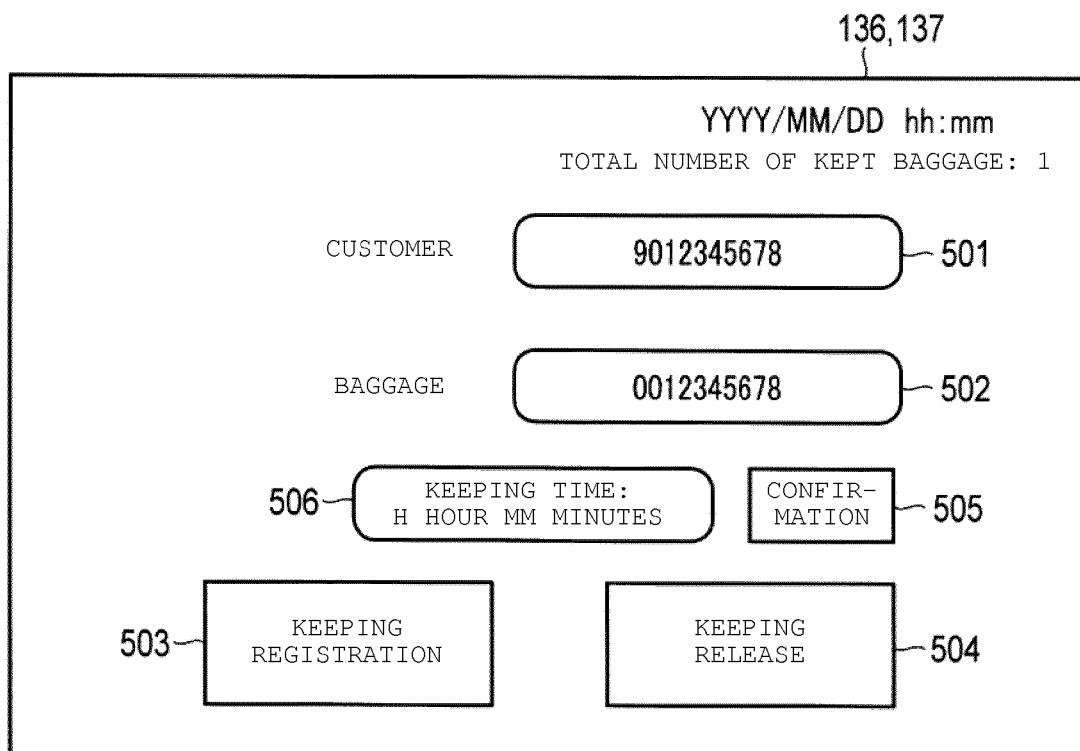 136,137
YYYY/MM/DD hh:mm
TOTAL NUMBER OF KEPT BAGGAGE: 1
CUSTOMER 9012345678 501
BAGGAGE 0012345678 502
506 KEEPING TIME:
H HOUR MM MINUTES
CONFIR-
MATION 505
503 KEEPING
REGISTRATION
KEEPING
RELEASE 504